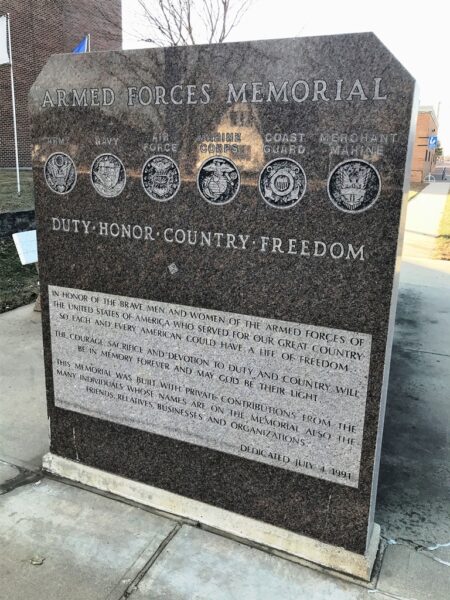 ARMED FORCES MEMORIAL
ARMY NAVY AIR FORCE MARINE CORPS COAST GUARD MERCHANT MARINE
DUTY·HONOR·COUNTRY·FREEDOM
IN HONOR OF THE BRAVE MEN AND WOMEN OF THE ARMED FORCES OF
THE UNITED STATES OF AMERICA WHO SERVED FOR OUR GREAT COUNTRY
SO EACH AND EVERY AMERICAN COULD HAVE A LIFE OF FREEDOM.
THE COURAGE, SACRIFICE AND DEVOTION TO DUTY AND COUNTRY WILL
BE IN MEMORY FOREVER AND MAY GOD BE THEIR LIGHT.
THIS MEMORIAL WAS BUILT WITH PRIVATE CONTRIBUTIONS FROM THE
MANY INDIVIDUALS WHOSE NAMES ARE ON THE MEMORIAL ALSO THE
FRIENDS, RELATIVES, BUSINESSES AND ORGANIZATIONS.
DEDICATED JULY 4, 1991